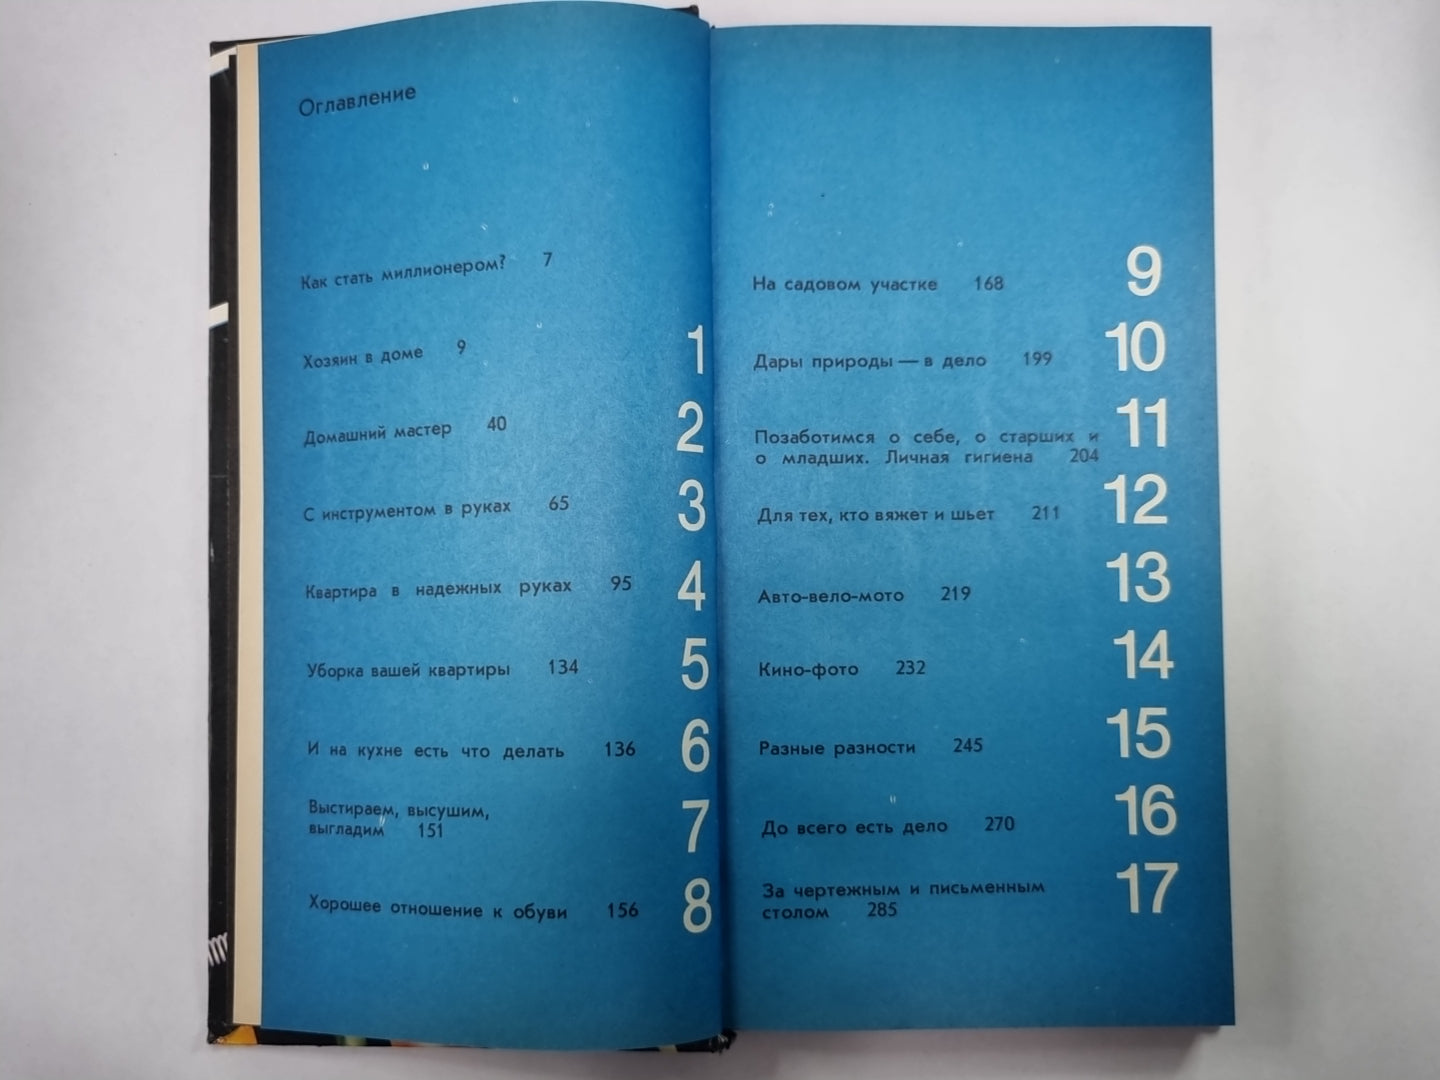 Оглавление
Как стать миллионером? 7
Хозяин в доме 9 1
Домашний мастер 40 2
С инструментом в руках 65 3
Квартира в надежных руках 95 4
Уборка вашей квартиры 134 5
И на кухне есть что делать 136 6
Выстираем, высушим,
выгладим 151 7
Хорошее отношение к обуви 156 8
На садовом участке 168 9
Дары природы — в дело 199 10
Позаботимся о себе, о старших и 11
о младших. Личная гигиена 204
Для тех, кто вяжет и шьет 211 12
Авто-вело-мото 219 13
Кино-фото 232 14
Разные разности 245 15
До всего есть дело 270 16
За чертежным и письменным 17
столом 285